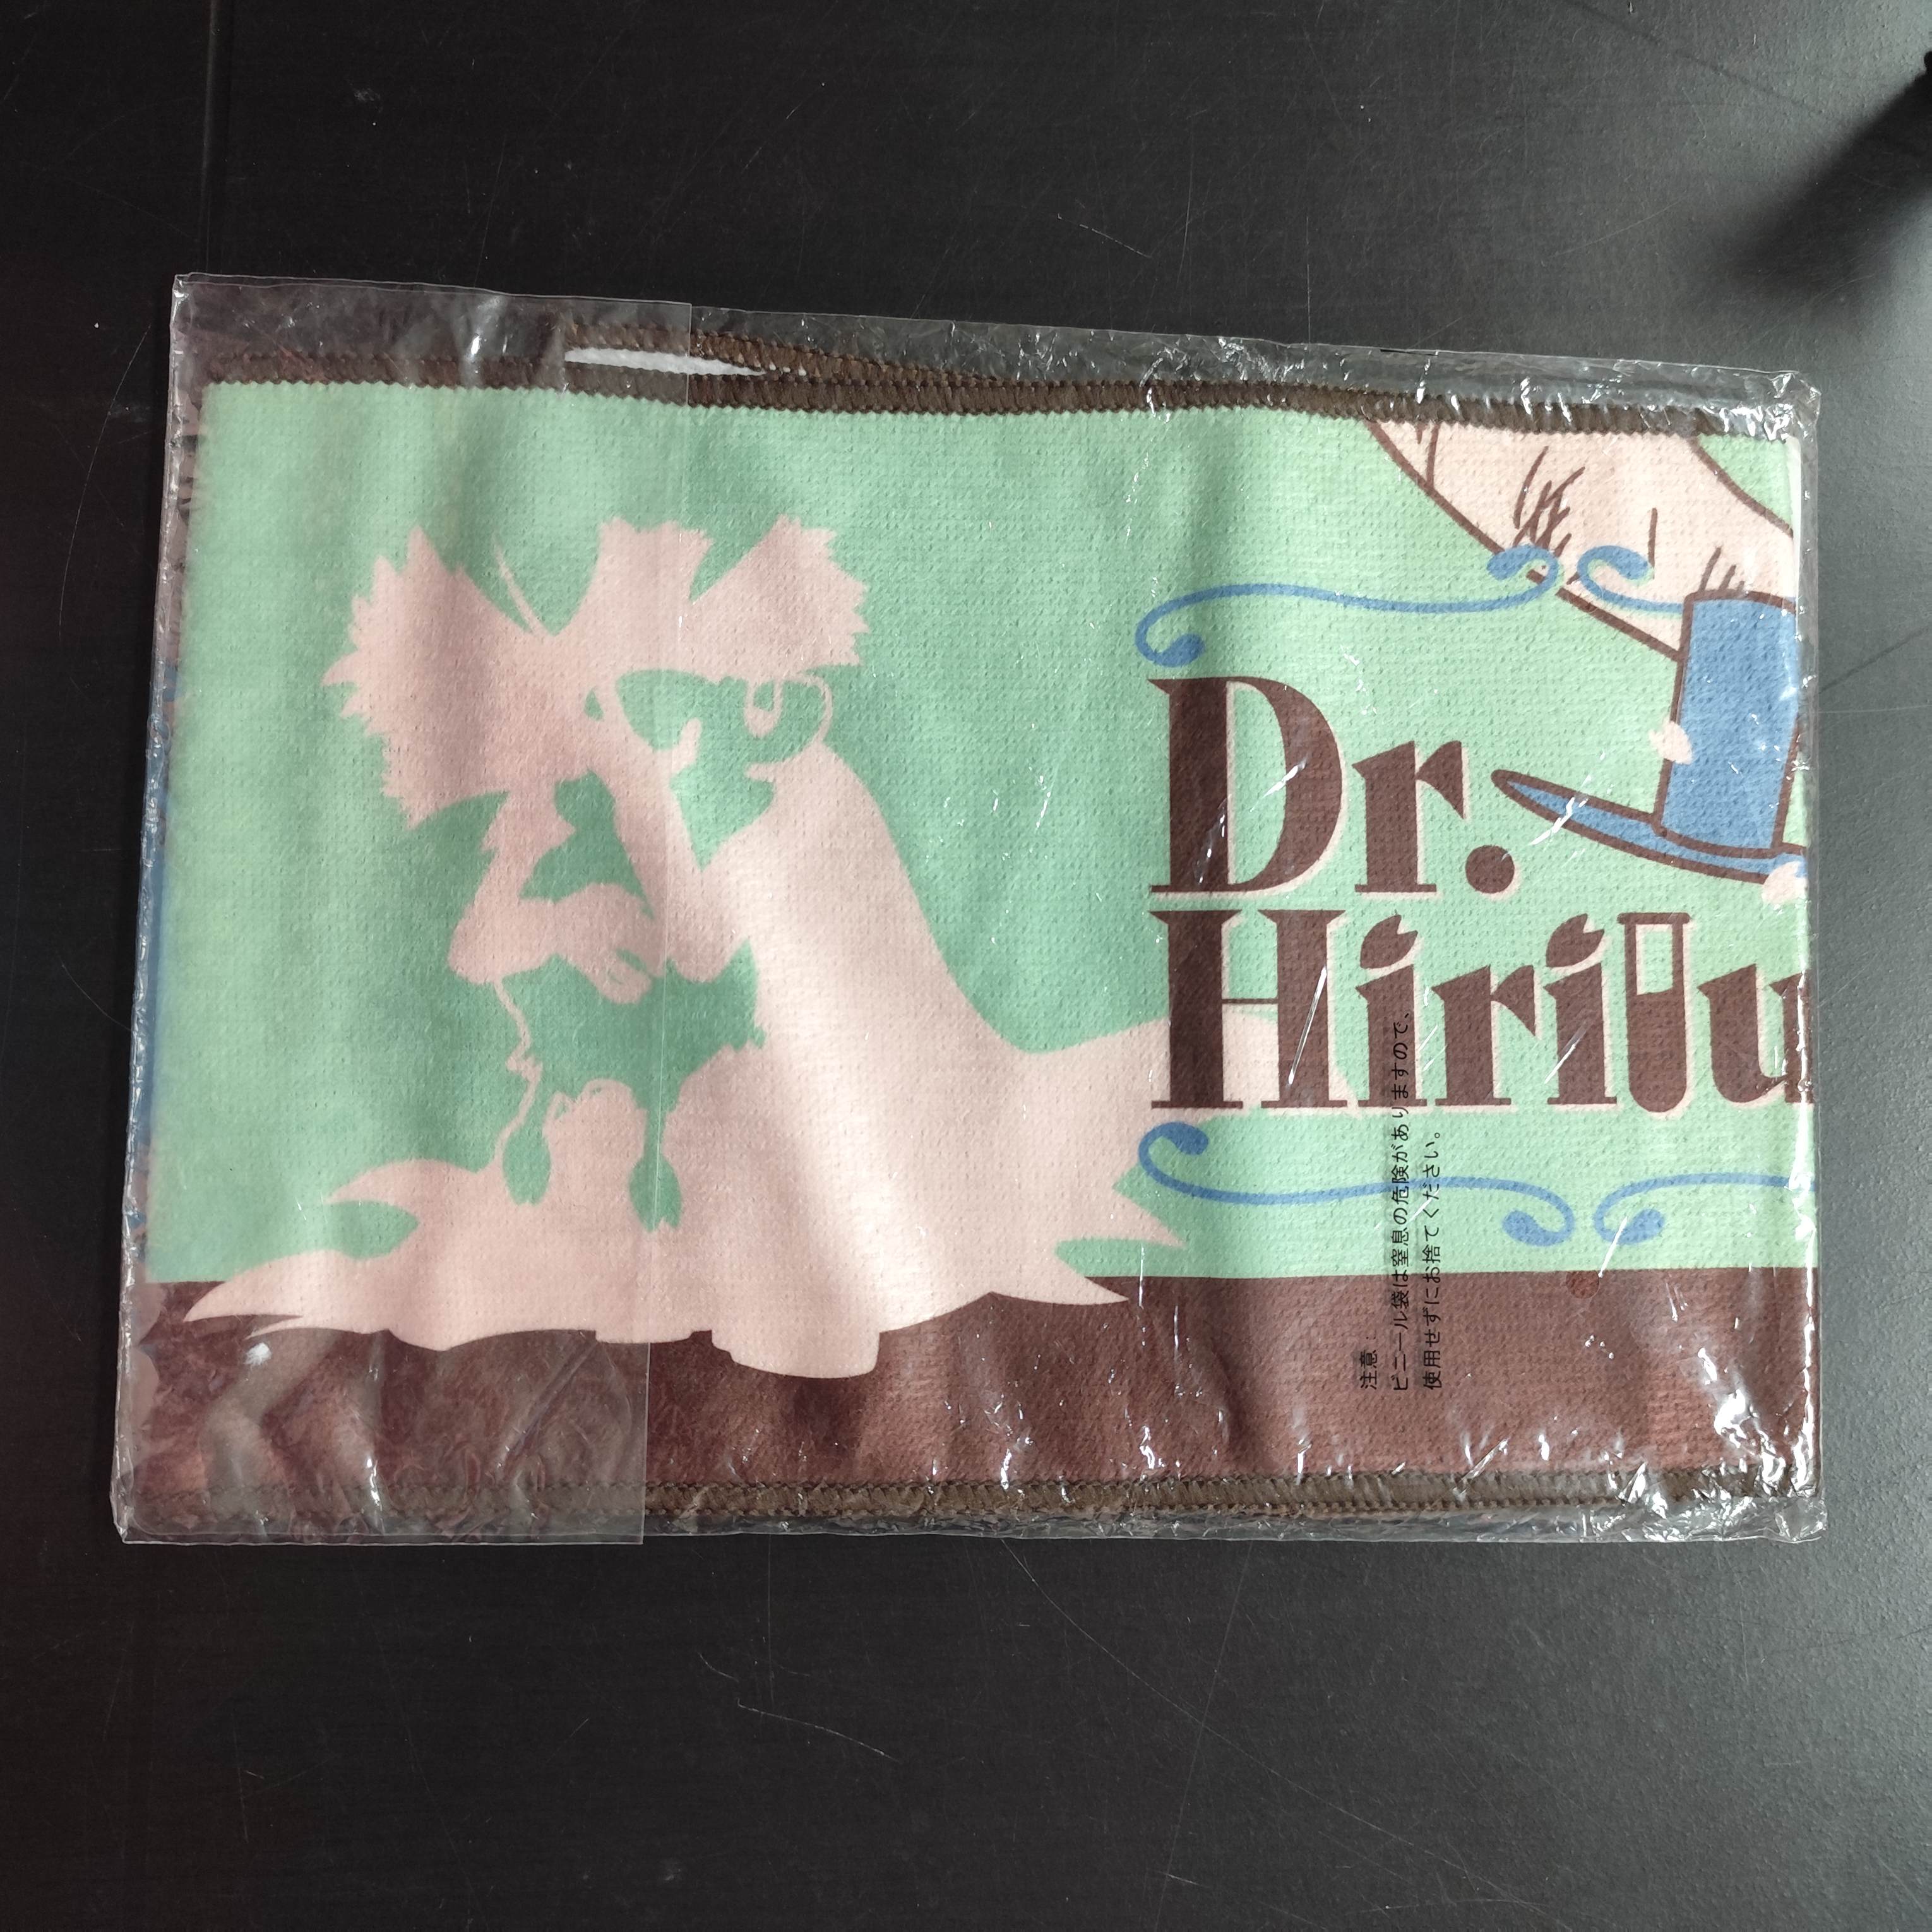 Dr.
Hirilu
注意：
ビニール袋は窒息の危険がありますので、
使用せずにお捨てください。